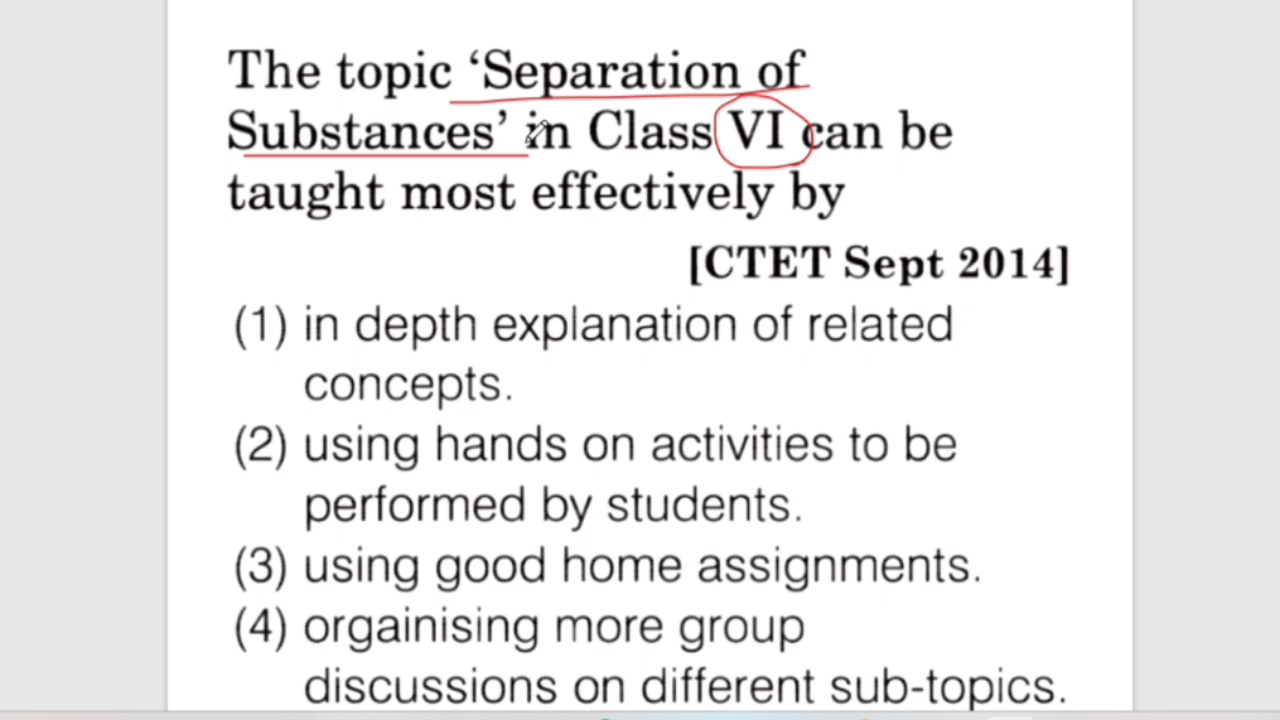 The topic ‘Separation of
Substances’ in Class VI can be
taught most effectively by
[CTET Sept 2014]
(1) in depth explanation of related
concepts.
(2) using hands on activities to be
performed by students.
(3) using good home assignments.
(4) orgainising more group
discussions on different sub-topics.